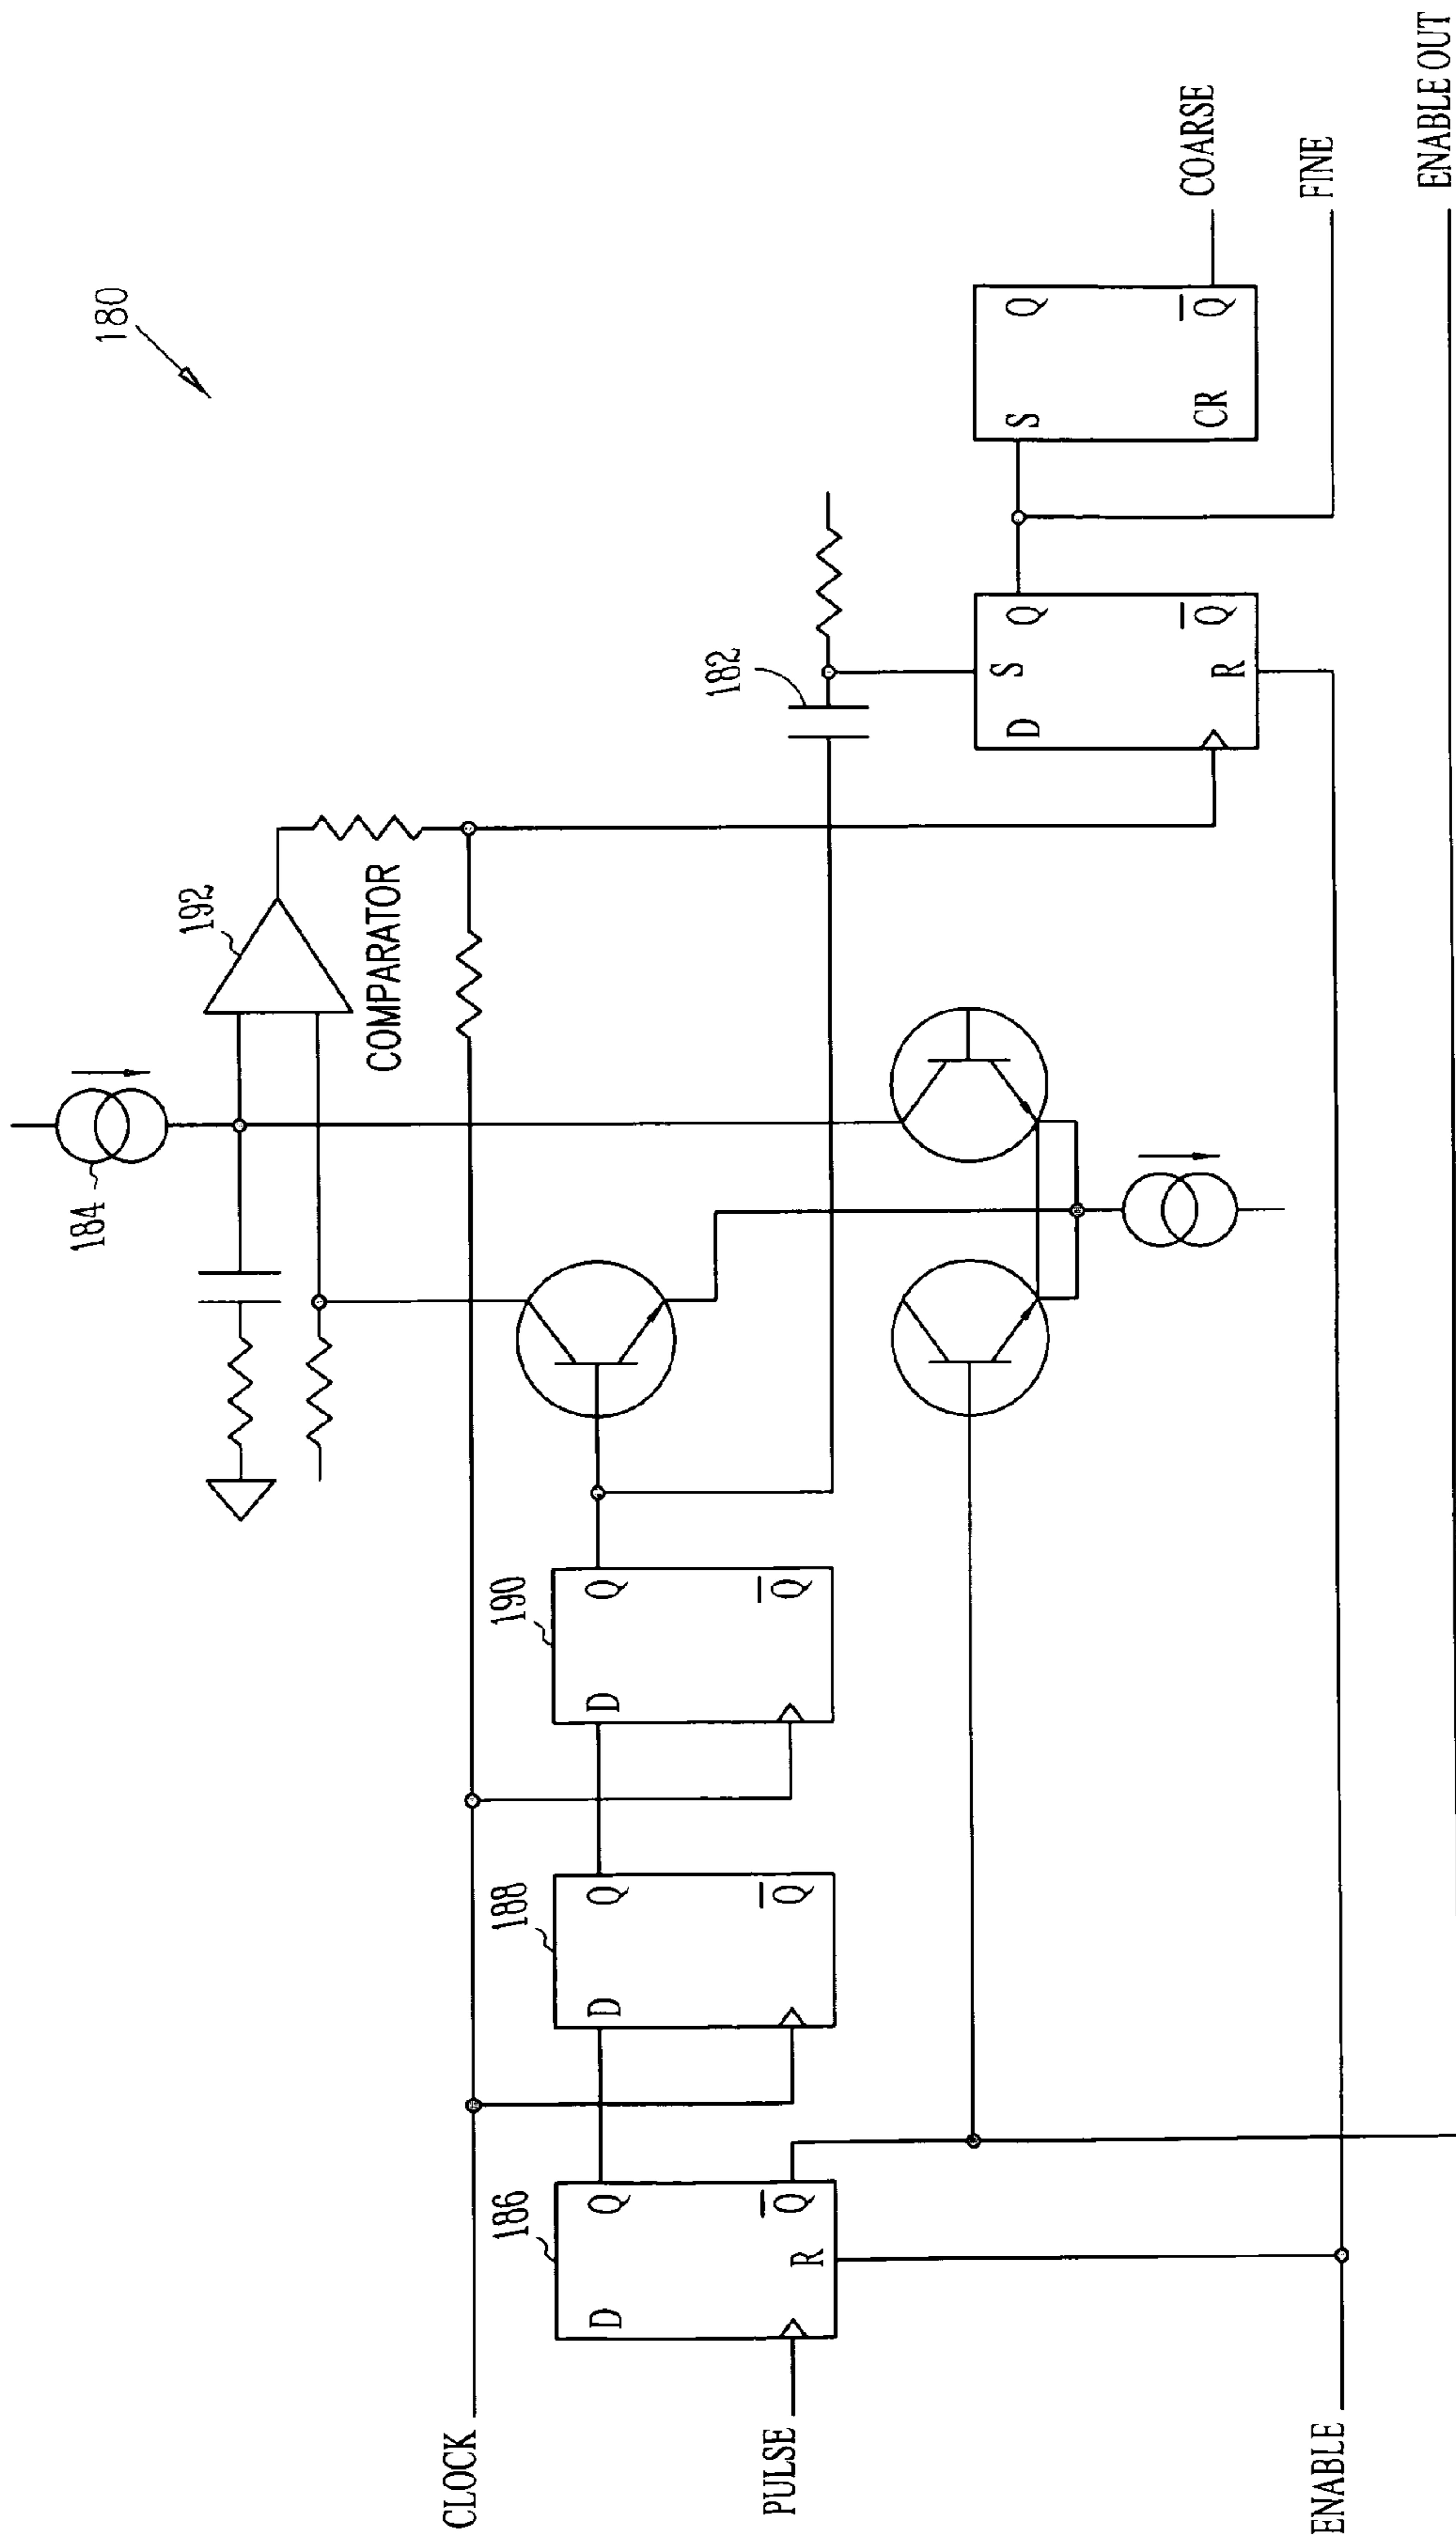 180
184
192
COMPARATOR
182
CLOCK
186
188
190
D
Q
D
Q
D
Q
PULSE
R
Q̅
Q̅
Q̅
D
S
Q
R
Q̅
S
Q
CR
Q̅
COARSE
FINE
ENABLE
ENABLE OUT